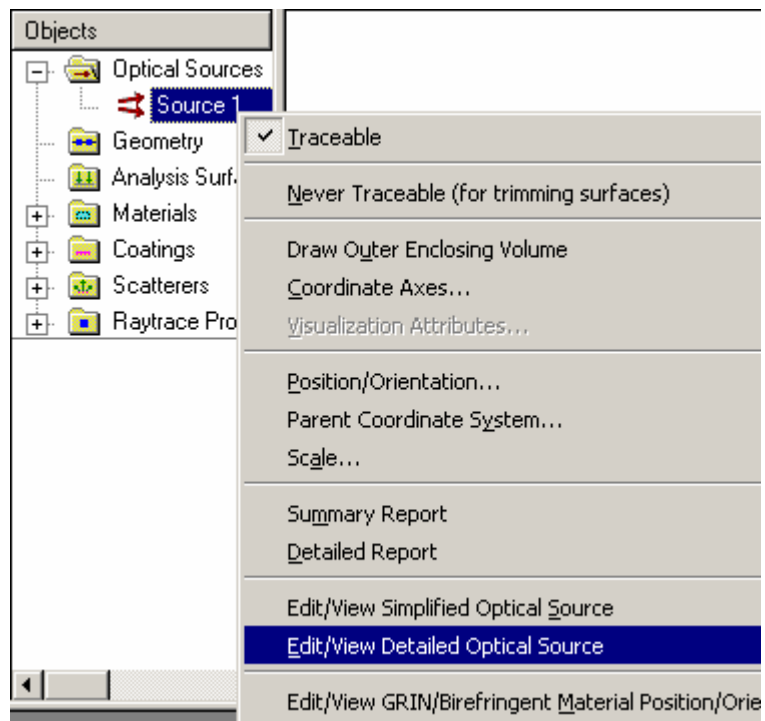 Objects
Optical Sources
Source 1
Geometry
Analysis Surf
Materials
Coatings
Scatterers
Raytrace Pro
Traceable
Never Traceable (for trimming surfaces)
Draw Outer Enclosing Volume
Coordinate Axes...
Visualization Attributes...
Position/Orientation...
Parent Coordinate System...
Scale...
Summary Report
Detailed Report
Edit/View Simplified Optical Source
Edit/View Detailed Optical Source
Edit/View GRIN/Birefringent Material Position/Orie